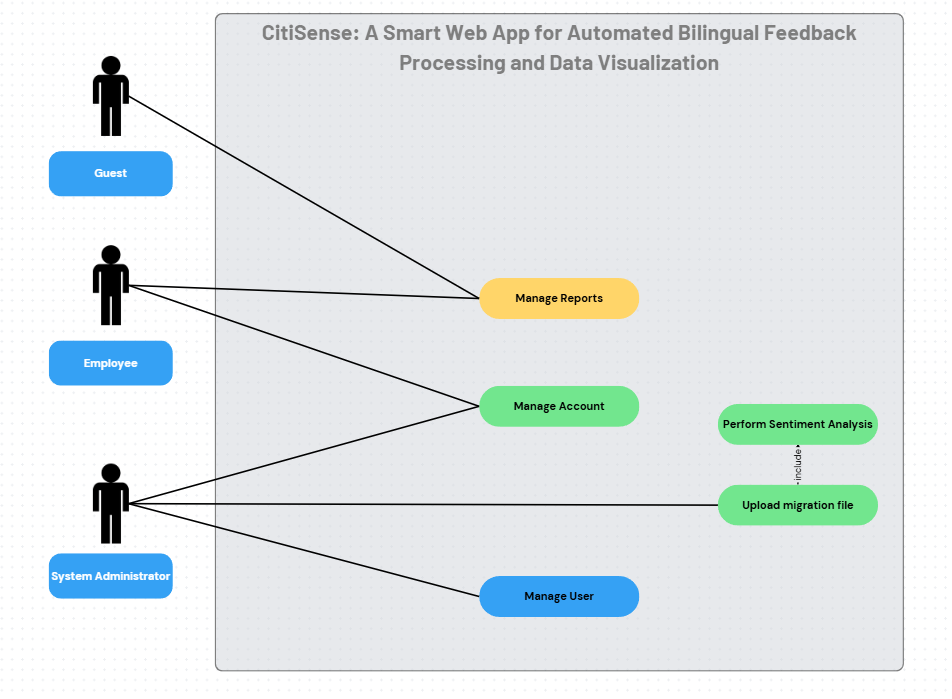 CitiSense: A Smart Web App for Automated Bilingual Feedback
Processing and Data Visualization
Guest
Manage Reports
Employee
Manage Account
Perform Sentiment Analysis
include
Upload migration file
System Administrator
Manage User